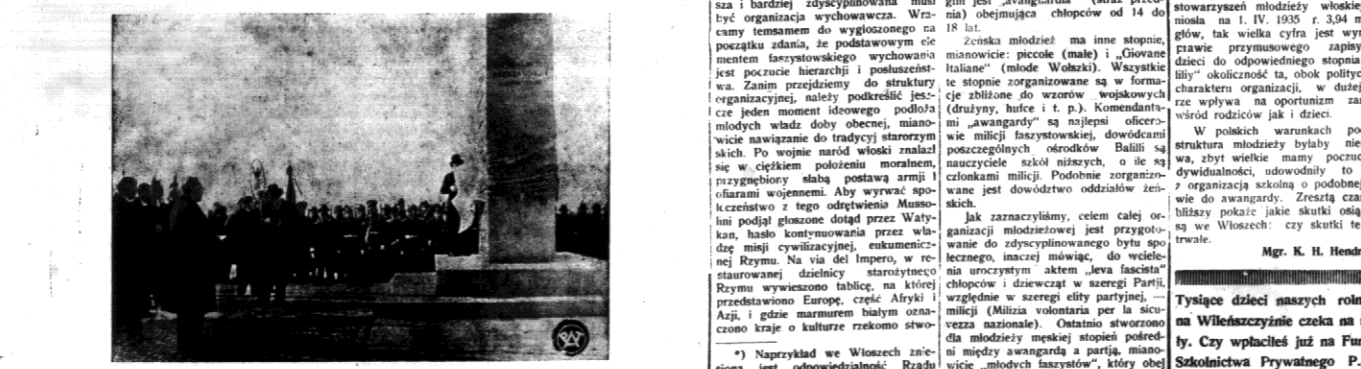 sza i bardziej zdyscyplinowana musi
być organizacja wychowawcza. Wra-
camy temsamem do wygłoszonego na
początku zdania, że podstawowym ele
mentem faszystowskiego wychowania
jest poczucie hierarchji i posłuszeńst-
wa. Zanim przejdziemy do struktury
organizacyjnej, należy podkreślić jesz-
cze jeden moment ideowego podłoża
młodych władz doby obecnej, miano-
wicie nawiązanie do tradycyj starorzym
skich. Po wojnie naród włoski znalazł
się w ciężkiem położeniu moralnem,
przygnębiony słabą postawą armji i
ofiarami wojennemi. Aby wyrwać spo-
łeczeństwo z tego odrętwienia Musso-
lini podjął głoszone dotąd przez Waty-
kan, hasło kontynuowania przez wła-
dzę misji cywilizacyjnej, eukumenicz-
nej Rzymu. Na via del Impero, w re-
staurowanej dzielnicy starożytnego
Rzymu wywieszono tablicę, na której
przedstawiono Europę, część Afryki i
Azji, i gdzie marmurem białym ozna-
czono kraje o kulturze rzekomo stwo-
*) Naprzykład we Włoszech znie-
jest odpowiedzialność Rządu
jest
nia) obejmująca chłopców od 14 do
18 lat.
Żeńska młodzież ma inne stopnie,
mianowicie: piccole (małe) i „Giovane
Italiane" (młode Włoszki). Wszystkie
te stopnie zorganizowane są w forma-
cje zbliżone do wzorów wojskowych
(drużyny, hufce i t. p.). Komendanta-
mi „awangardy" są najlepsi oficero-
wie milicji faszystowskiej, dowódcami
poszczególnych ośrodków Balilli są
nauczyciele szkół niższych, o ile są
członkami milicji. Podobnie zorganizo-
wane jest dowództwo oddziałów żeń-
skich.
Jak zaznaczyliśmy, celem całej or-
ganizacji młodzieżowej jest przygoto-
wanie do zdyscyplinowanego bytu spo
łecznego, inaczej mówiąc, do wciele-
nia uroczystym aktem „leva fascista"
chłopców i dziewcząt w szeregi Partji,
względnie w szeregi elity partyjnej, —
milicji (Milizia volontaria per la sicu-
vezza nazionale). Ostatnio stworzono
dla młodzieży męskiej stopień pośred-
ni między awangardą a partją, miano-
wicie „młodych faszystów", który obej
stowarzyszeń młodzieży włoskiej
niosła na 1. IV. 1935 r. 3,94 m
głów, tak wielka cyfra jest wyn
prawie przymusowego zapisy
dzieci do odpowiedniego stopnia
lily" okoliczność ta, obok polityc
charakteru organizacji, w dużej
rze wpływa na oportunizm za
wśród rodziców jak i dzieci.
W polskich warunkach po
struktura młodzieży byłaby nie
wa, zbyt wielkie mamy poczuc
dywidualności, udowodniły to
z organizacją szkolną o podobnej
wie do awangardy. Zresztą cza
bliższy pokaże jakie skutki osią
są we Włoszech: czy skutki te
trwałe.
Mgr. K. H. Hendr
Tysiące dzieci naszych roln
na Wileńszczyźnie czeka na
ły. Czy wpłaciłeś już na Fu
Szkolnictwa Prywatnego P.